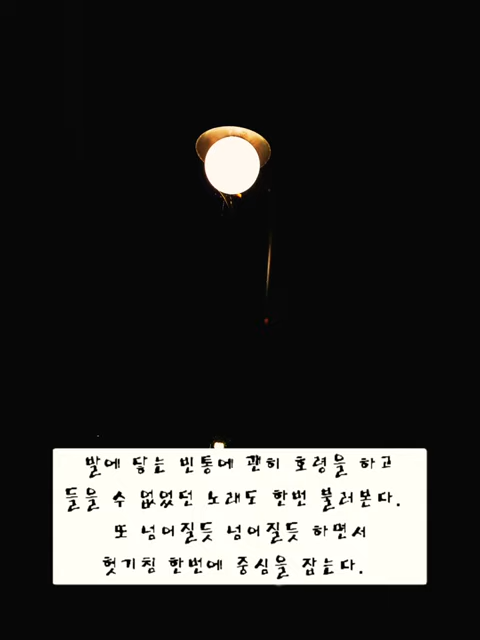 발에 닿는 빈통에 괜히 호령을 하고
들을 수 없었던 노래도 한번 불러본다.
또 넘어질듯 넘어질듯 하면서
헛기침 한번에 중심을 잡는다.